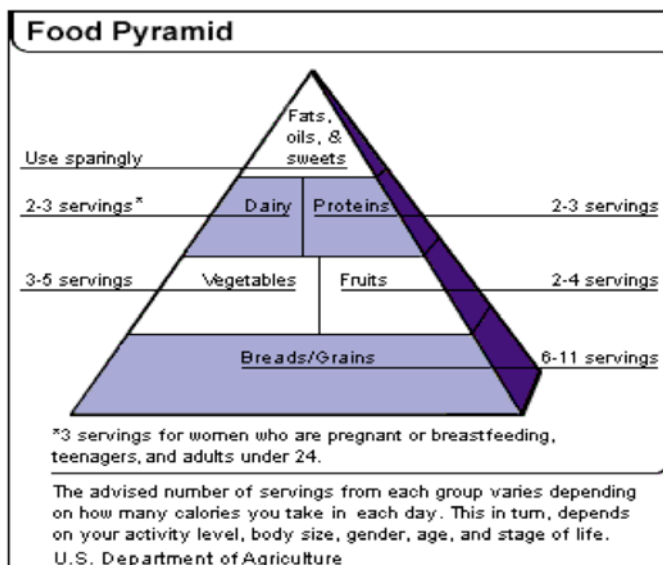 Food Pyramid
Fats,
oils, &
sweets
Use sparingly
2-3 servings*
Dairy
Proteins
2-3 servings
3-5 servings
Vegetables
Fruits
2-4 servings
Breads/Grains
6-11 servings
*3 servings for women who are pregnant or breastfeeding,
teenagers, and adults under 24.
The advised number of servings from each group varies depending
on how many calories you take in each day. This in turn, depends
on your activity level, body size, gender, age, and stage of life.
U.S. Department of Agriculture